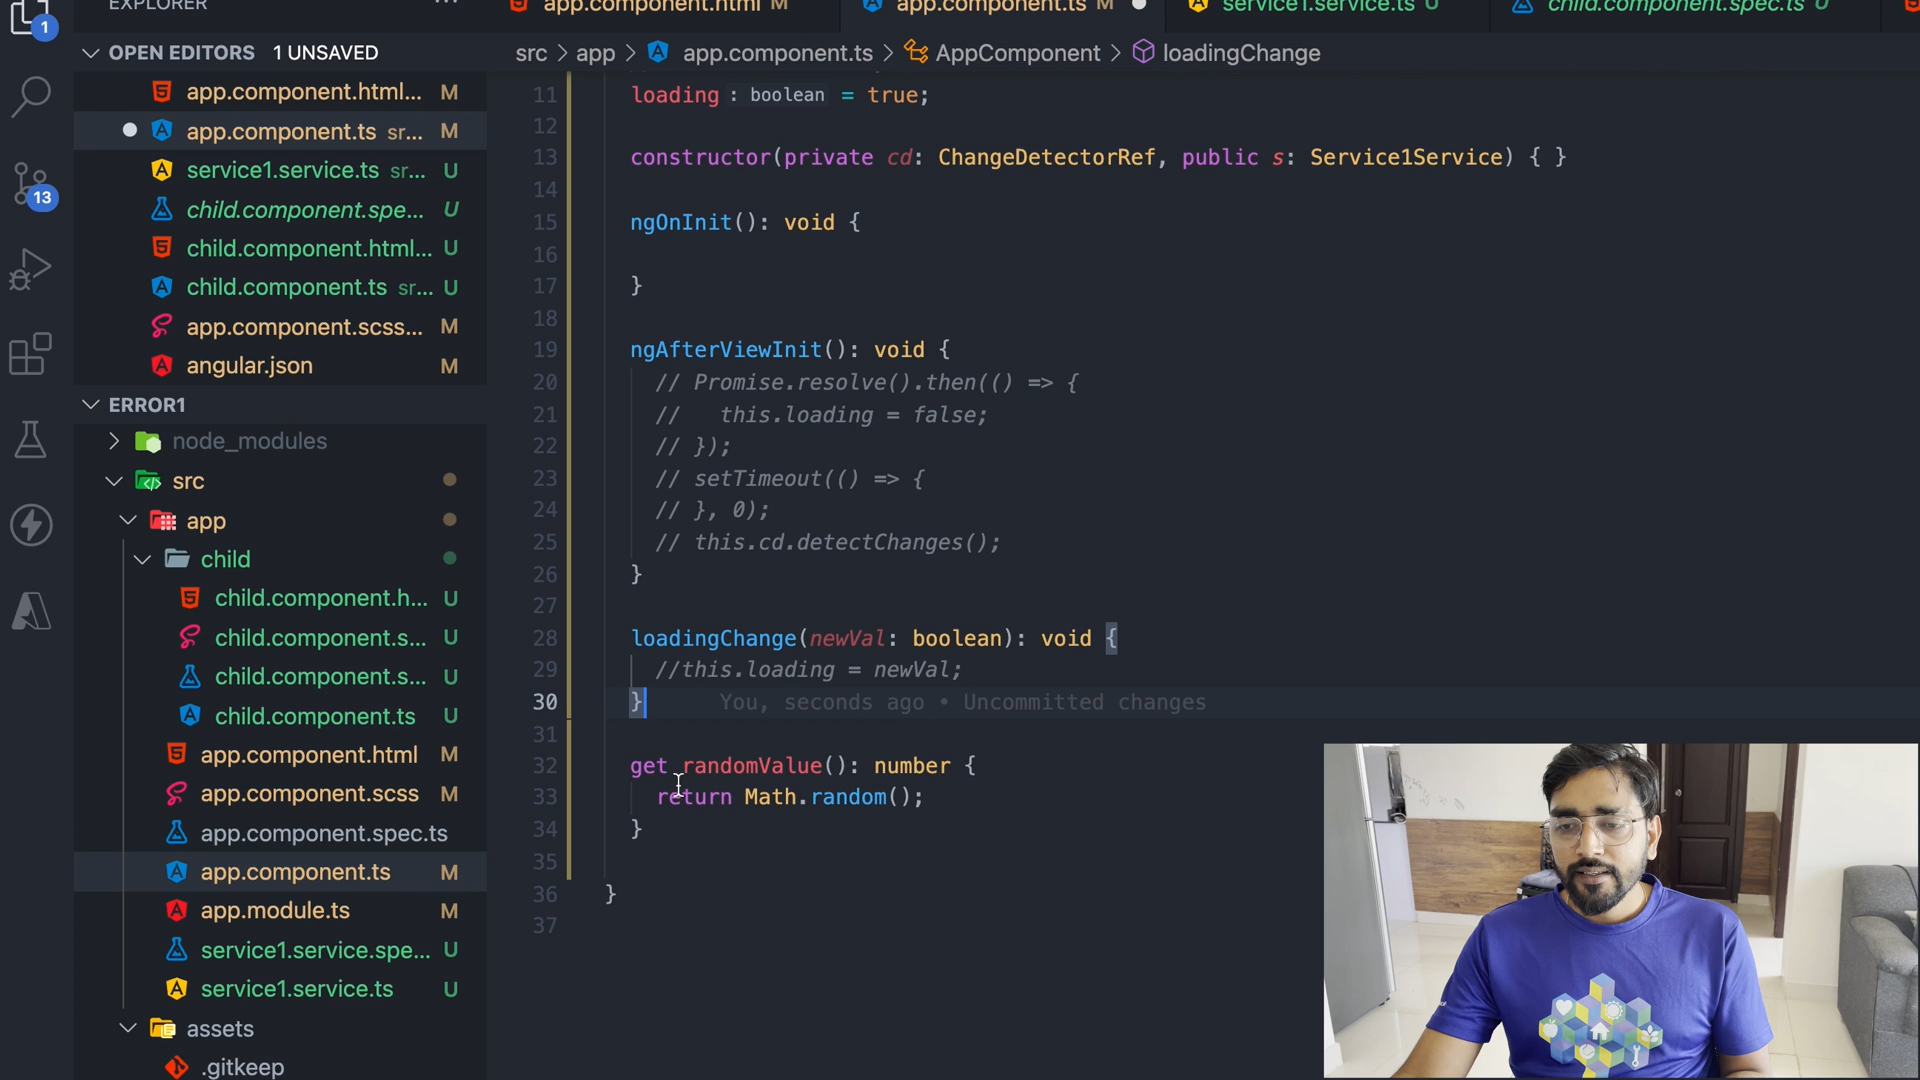 EXPLORER ...
1
OPEN EDITORS 1 UNSAVED
app.component.html... M
app.component.ts sr... M
service1.service.ts sr... U
child.component.spe... U
child.component.html... U
child.component.ts sr... U
app.component.scss... M
angular.json M
13
ERROR1
node_modules
src
app
child
child.component.h... U
child.component.s... U
child.component.s... U
child.component.ts U
app.component.html M
app.component.scss M
app.component.spec.ts
app.component.ts M
app.module.ts M
service1.service.spe... U
service1.service.ts U
assets
.gitkeep
app.component.html M
app.component.ts M
service1.service.ts U
child.component.spec.ts U
src > app > app.component.ts > AppComponent > loadingChange
11 loading : boolean = true;
12
13 constructor(private cd: ChangeDetectorRef, public s: Service1Service) { }
14
15 ngOnInit(): void {
16
17 }
18
19 ngAfterViewInit(): void {
20 // Promise.resolve().then(() => {
21 // this.loading = false;
22 // });
23 // setTimeout(() => {
24 // }, 0);
25 // this.cd.detectChanges();
26 }
27
28 loadingChange(newVal: boolean): void {
29 //this.loading = newVal;
30 } You, seconds ago • Uncommitted changes
31
32 get randomValue(): number {
33 return Math.random();
34 }
35
36 }
37